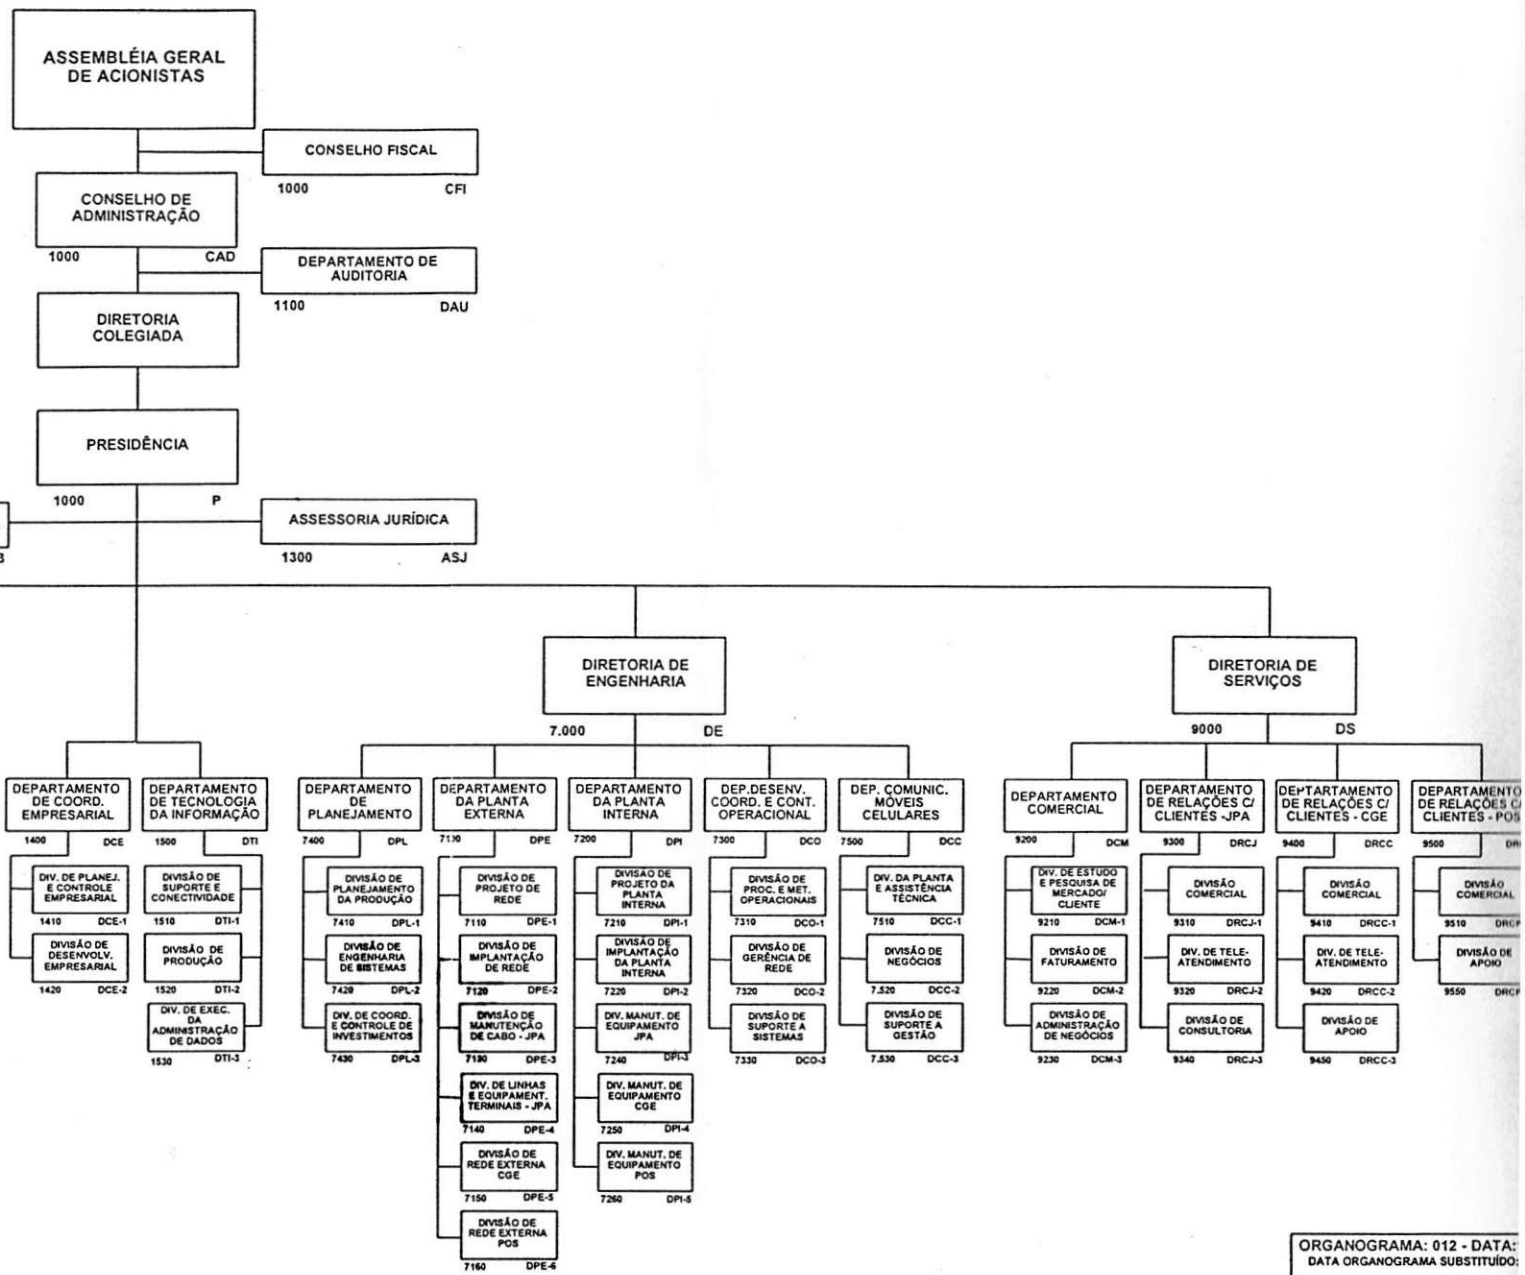 ASSEMBLÉIA GERAL
DE ACIONISTAS
CONSELHO FISCAL
1000 CFI
CONSELHO DE
ADMINISTRAÇÃO
1000 CAD
DEPARTAMENTO DE
AUDITORIA
1100 DAU
DIRETORIA
COLEGIADA
PRESIDÊNCIA
1000 P
ASSESSORIA JURÍDICA
1300 ASJ
DIRETORIA DE
ENGENHARIA
7.000 DE
DIRETORIA DE
SERVIÇOS
9000 DS
DEPARTAMENTO
DE COORD.
EMPRESARIAL
1400 DCE
DIV. DE PLANEJ.
E CONTROLE
EMPRESARIAL
1410 DCE-1
DIVISÃO DE
DESENVOLV.
EMPRESARIAL
1420 DCE-2
DEPARTAMENTO
DE TECNOLOGIA
DA INFORMAÇÃO
1500 DTI
DIVISÃO DE
SUPORTE E
CONECTIVIDADE
1510 DTI-1
DIVISÃO DE
PRODUÇÃO
1520 DTI-2
DIV. DE EXEC.
DA
ADMINISTRAÇÃO
DE DADOS
1530 DTI-3
DEPARTAMENTO
DE
PLANEJAMENTO
7400 DPL
DIVISÃO DE
PLANEJAMENTO
DA PRODUÇÃO
7410 DPL-1
DIVISÃO DE
ENGENHARIA
DE SISTEMAS
7420 DPL-2
DIV. DE COORD.
E CONTROLE DE
INVESTIMENTOS
7430 DPL-3
DEPARTAMENTO
DA PLANTA
EXTERNA
7100 DPE
DIVISÃO DE
PROJETO DE
REDE
7110 DPE-1
DIVISÃO DE
IMPLANTAÇÃO
DE REDE
7120 DPE-2
DIVISÃO DE
MANUTENÇÃO
DE CABO - JPA
7130 DPE-3
DIV. DE LINHAS
E EQUIPAMENT.
TERMINAIS - JPA
7140 DPE-4
DIVISÃO DE
REDE EXTERNA
CGE
7150 DPE-5
DIVISÃO DE
REDE EXTERNA
POS
7160 DPE-6
DEPARTAMENTO
DA PLANTA
INTERNA
7200 DPI
DIVISAO DE
PROJETO DA
PLANTA
INTERNA
7210 DPI-1
DIVISÃO DE
IMPLANTAÇÃO
DA PLANTA
INTERNA
7220 DPI-2
DIV. MANUT. DE
EQUIPAMENTO
JPA
7240 DPI-3
DIV. MANUT. DE
EQUIPAMENTO
CGE
7250 DPI-4
DIV. MANUT. DE
EQUIPAMENTO
POS
7260 DPI-5
DEP.DESENV.
COORD. E CONT.
OPERACIONAL
7300 DCO
DIVISÃO DE
PROC. E MET.
OPERACIONAIS
7310 DCO-1
DIVISÃO DE
GERÊNCIA DE
REDE
7320 DCO-2
DIVISÃO DE
SUPORTE A
SISTEMAS
7330 DCO-3
DEP. COMUNIC.
MÓVEIS
CELULARES
7500 DCC
DIV. DA PLANTA
E ASSISTÊNCIA
TÉCNICA
7510 DCC-1
DIVISÃO DE
NEGÓCIOS
7.520 DCC-2
DIVISÃO DE
SUPORTE A
GESTÃO
7.530 DCC-3
DEPARTAMENTO
COMERCIAL
9200 DCM
DIV. DE ESTUDO
E PESQUISA DE
MERCADO/
CLIENTE
9210 DCM-1
DIVISÃO DE
FATURAMENTO
9220 DCM-2
DIVISÃO DE
ADMINISTRAÇÃO
DE NEGÓCIOS
9230 DCM-3
DEPARTAMENTO
DE RELAÇÕES C/
CLIENTES -JPA
9300 DRCJ
DIVISÃO
COMERCIAL
9310 DRCJ-1
DIV. DE TELE-
ATENDIMENTO
9320 DRCJ-2
DIVISÃO DE
CONSULTORIA
9340 DRCJ-3
DEPTARTAMENTO
DE RELAÇÕES C/
CLIENTES - CGE
9400 DRCC
DIVISÃO
COMERCIAL
9410 DRCC-1
DIV. DE TELE-
ATENDIMENTO
9420 DRCC-2
DIVISÃO DE
APOIO
9450 DRCC-3
DEPARTAMENTO
DE RELAÇÕES C/
CLIENTES - POS
9500
DIVISÃO
COMERCIAL
9510
DIVISÃO DE
APOIO
9550
ORGANOGRAMA: 012 - DATA:
DATA ORGANOGRAMA SUBSTITUÍDO: